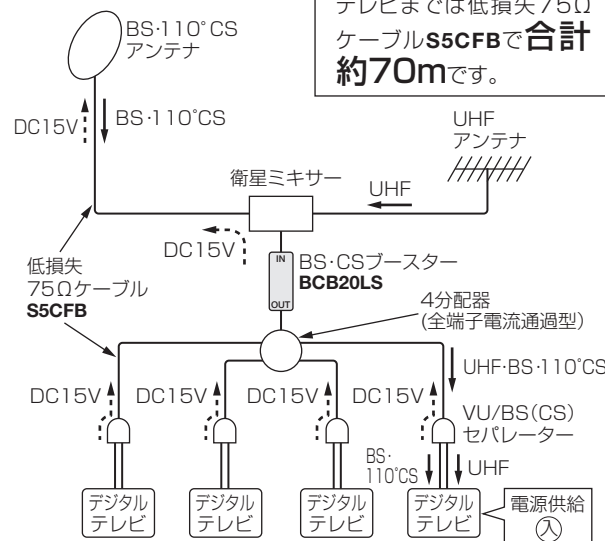 テレビまでは低損失75Ω
ケーブルS5CFBで合計
約70mです。
BS·110°CS
アンテナ
DC15V
BS·110°CS
UHF
アンテナ
衛星ミキサー
UHF
DC15V
IN
BS·CSブースター
BCB20LS
OUT
低損失
75Ωケーブル
S5CFB
4分配器
(全端子電流通過型)
UHF·BS·110°CS
DC15V
DC15V
DC15V
DC15V
VU/BS(CS)
セパレーター
BS·
110°CS
UHF
デジタル
テレビ
デジタル
テレビ
デジタル
テレビ
デジタル
テレビ
電源供給
入